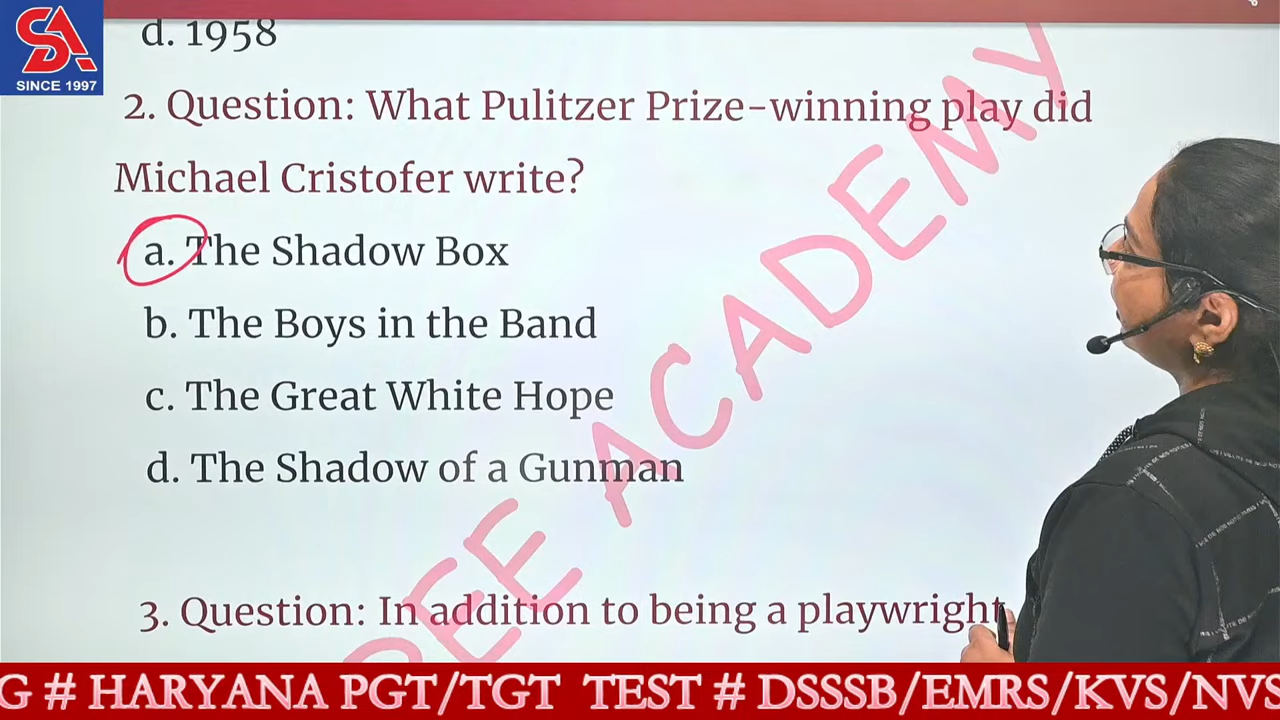 SA
SINCE 1997
d. 1958
2. Question: What Pulitzer Prize-winning play did
Michael Cristofer write?
a. The Shadow Box
b. The Boys in the Band
c. The Great White Hope
d. The Shadow of a Gunman
3. Question: In addition to being a playwright
REE ACADEMY
G # HARYANA PGT/TGT TEST # DSSSB/EMRS/KVS/NVS